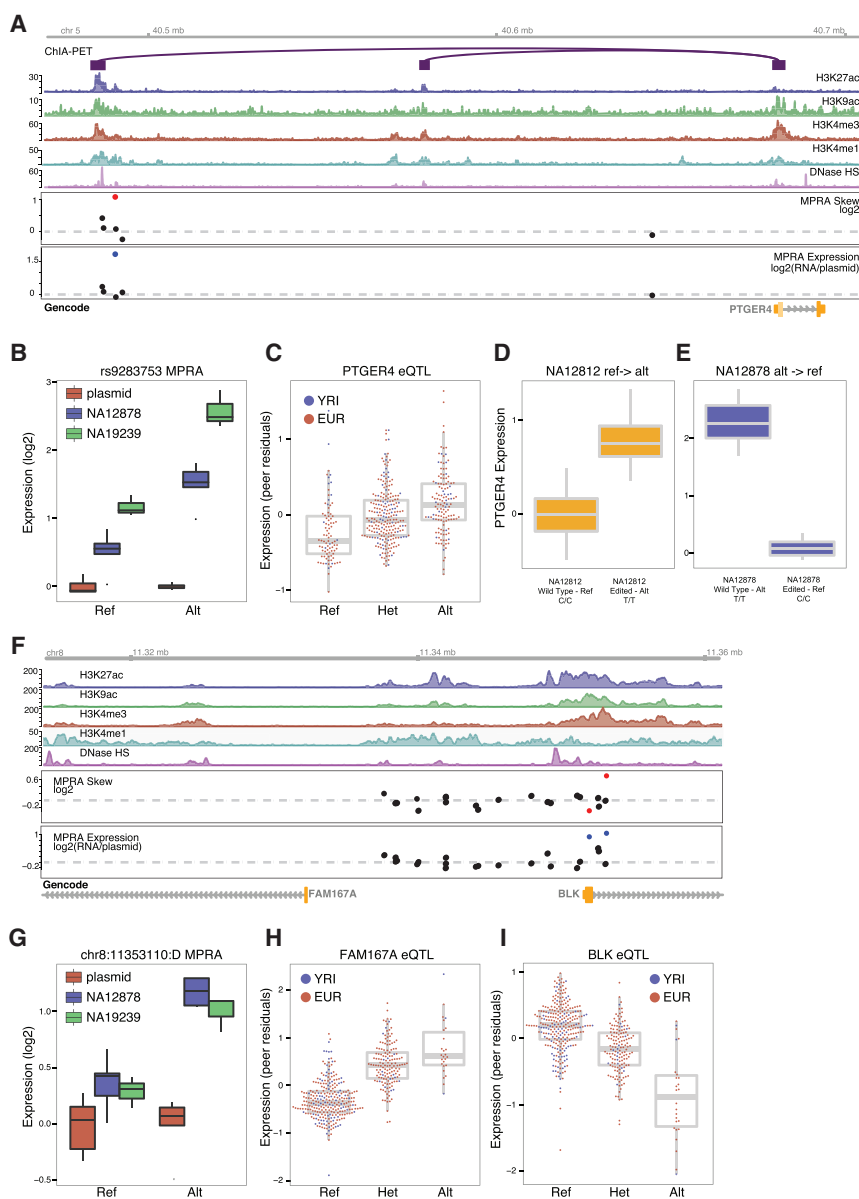 A
chr 5
40.5 mb
40.6 mb
40.7 mb
ChIA-PET
30
H3K27ac
10
H3K9ac
60
H3K4me3
50
H3K4me1
60
DNase HS
1
0
MPRA Skew
log2
1.5
0
MPRA Expression
log2(RNA/plasmid)
Gencode
PTGER4
B
rs9283753 MPRA
plasmid
NA12878
NA19239
Expression (log2)
3
2
1
0
Ref
Alt
C
PTGER4 eQTL
YRI
EUR
Expression (peer residuals)
1
0
−1
Ref
Het
Alt
D
NA12812 ref-> alt
PTGER4 Expression
1
0
NA12812
Wild Type - Ref
C/C
NA12812
Edited - Alt
T/T
E
NA12878 alt -> ref
2
1
0
NA12878
Wild Type - Alt
T/T
NA12878
Edited - Ref
C/C
F
chr8
11.32 mb
11.34 mb
11.36 mb
200
H3K27ac
200
H3K9ac
200
H3K4me3
50
H3K4me1
200
DNase HS
0.6
−0.2
MPRA Skew
log2
1
−0.2
MPRA Expression
log2(RNA/plasmid)
Gencode
FAM167A
BLK
G
chr8:11353110:D MPRA
plasmid
NA12878
NA19239
Expression (log2)
1.0
0.5
0.0
−0.5
Ref
Alt
H
FAM167A eQTL
YRI
EUR
Expression (peer residuals)
2
1
0
−1
−2
Ref
Het
Alt
I
BLK eQTL
YRI
EUR
Expression (peer residuals)
1
0
−1
−2
Ref
Het
Alt